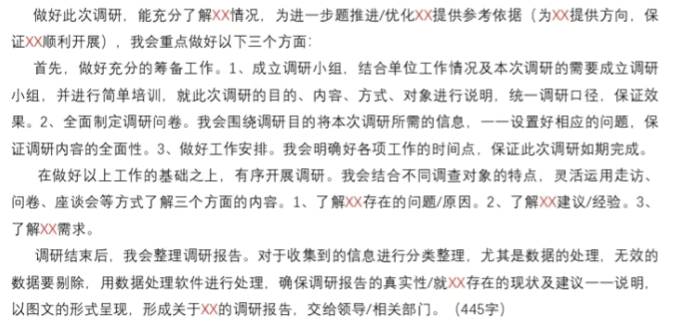 做好此次调研，能充分了解XX情况，为进一步题推进/优化XX提供参考依据（为XX提供方向，保
证XX顺利开展），我会重点做好以下三个方面：
首先，做好充分的筹备工作。1、成立调研小组，结合单位工作情况及本次调研的需要成立调研
小组，并进行简单培训，就此次调研的目的、内容、方式、对象进行说明，统一调研口径，保证效
果。2、全面制定调研问卷。我会围绕调研目的将本次调研所需的信息，一一设置好相应的问题，保
证调研内容的全面性。3、做好工作安排。我会明确好各项工作的时间点，保证此次调研如期完成。
在做好以上工作的基础之上，有序开展调研。我会结合不同调查对象的特点，灵活运用走访、
问卷、座谈会等方式了解三个方面的内容。1、了解XX存在的问题/原因。2、了解XX建议/经验。3、
了解XX需求。
调研结束后，我会整理调研报告。对于收集到的信息进行分类整理，尤其是数据的处理，无效的
数据要剔除，用数据处理软件进行处理，确保调研报告的真实性/就XX存在的现状及建议一一说明，
以图文的形式呈现，形成关于XX的调研报告，交给领导/相关部门。（445字）